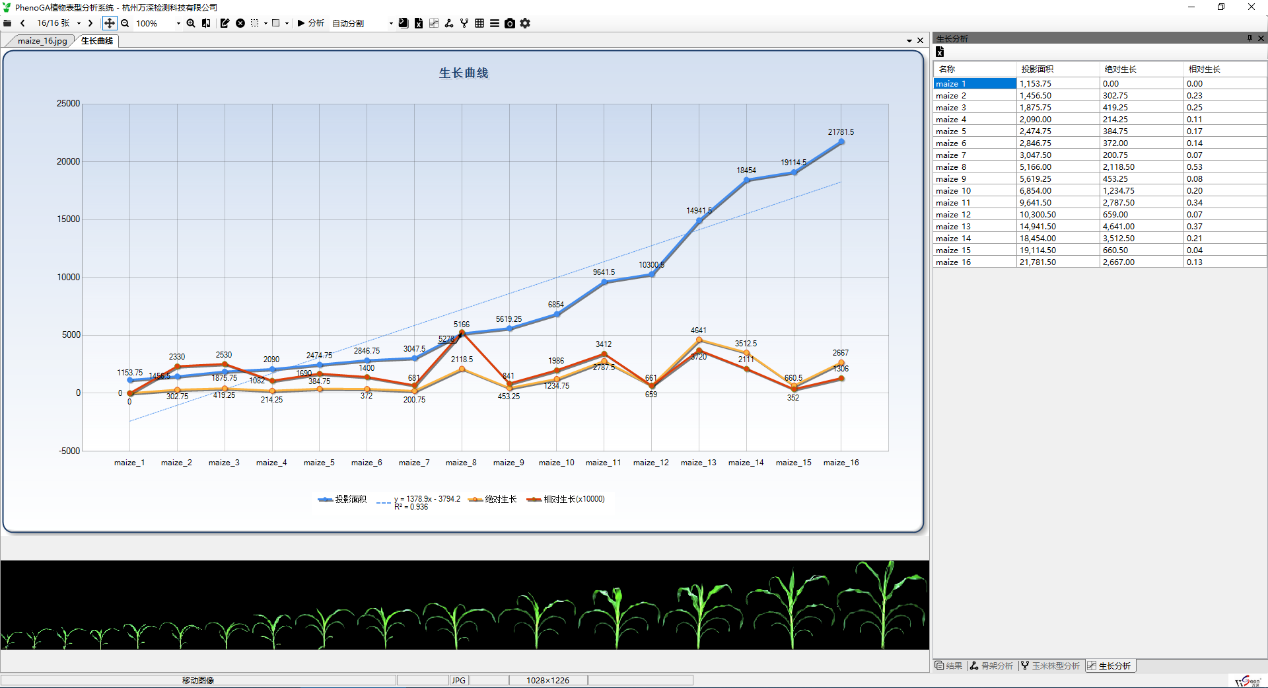 PhenoGA植物表型分析系统 - 杭州万深检测科技有限公司
16/16 张 100% 分析 自动分割
maize_16.jpg 生长曲线
生长曲线
25000
20000
15000
10000
5000
0
-5000
1153.75 1456.5 1875.75 2090 2474.75 2846.75 3047.5 5166 5619.25 6854 9641.5 10300.5 14941.5 18454 19114.5 21781.5
0 2330 2530 1082 1690 1400 681 841 1986 3412 661 3720 2111 352 1306
0 302.75 419.25 214.25 384.75 372 200.75 2118.5 453.25 1234.75 2787.5 659 4641 3512.5 660.5 2667
maize_1 maize_2 maize_3 maize_4 maize_5 maize_6 maize_7 maize_8 maize_9 maize_10 maize_11 maize_12 maize_13 maize_14 maize_15 maize_16
投影面积 y = 1378.9x - 3794.2 绝对生长 相对生长(x10000)
R² = 0.936
生长分析
名称 投影面积 绝对生长 相对生长
maize 1 1,153.75 0.00 0.00
maize 2 1,456.50 302.75 0.23
maize 3 1,875.75 419.25 0.25
maize 4 2,090.00 214.25 0.11
maize 5 2,474.75 384.75 0.17
maize 6 2,846.75 372.00 0.14
maize 7 3,047.50 200.75 0.07
maize 8 5,166.00 2,118.50 0.53
maize 9 5,619.25 453.25 0.08
maize 10 6,854.00 1,234.75 0.20
maize 11 9,641.50 2,787.50 0.34
maize 12 10,300.50 659.00 0.07
maize 13 14,941.50 4,641.00 0.37
maize 14 18,454.00 3,512.50 0.21
maize 15 19,114.50 660.50 0.04
maize 16 21,781.50 2,667.00 0.13
结果 骨架分析 玉米株型分析 生长分析
移动图像 JPG 1028×1226